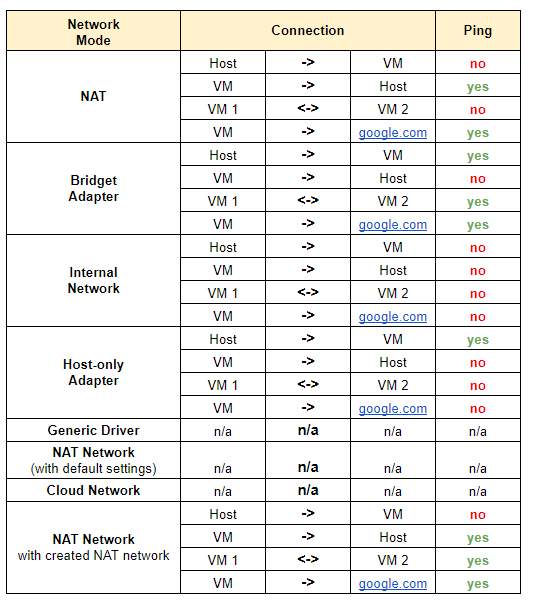 Network Mode Connection Ping
NAT
Host -> VM no
VM -> Host yes
VM 1 <-> VM 2 no
VM -> google.com yes
Bridget Adapter
Host -> VM yes
VM -> Host no
VM 1 <-> VM 2 yes
VM -> google.com yes
Internal Network
Host -> VM no
VM -> Host no
VM 1 <-> VM 2 no
VM -> google.com no
Host-only Adapter
Host -> VM yes
VM -> Host no
VM 1 <-> VM 2 no
VM -> google.com no
Generic Driver n/a n/a n/a n/a
NAT Network
(with default settings) n/a n/a n/a n/a
Cloud Network n/a n/a n/a n/a
NAT Network
with created NAT network
Host -> VM no
VM -> Host yes
VM 1 <-> VM 2 yes
VM -> google.com yes